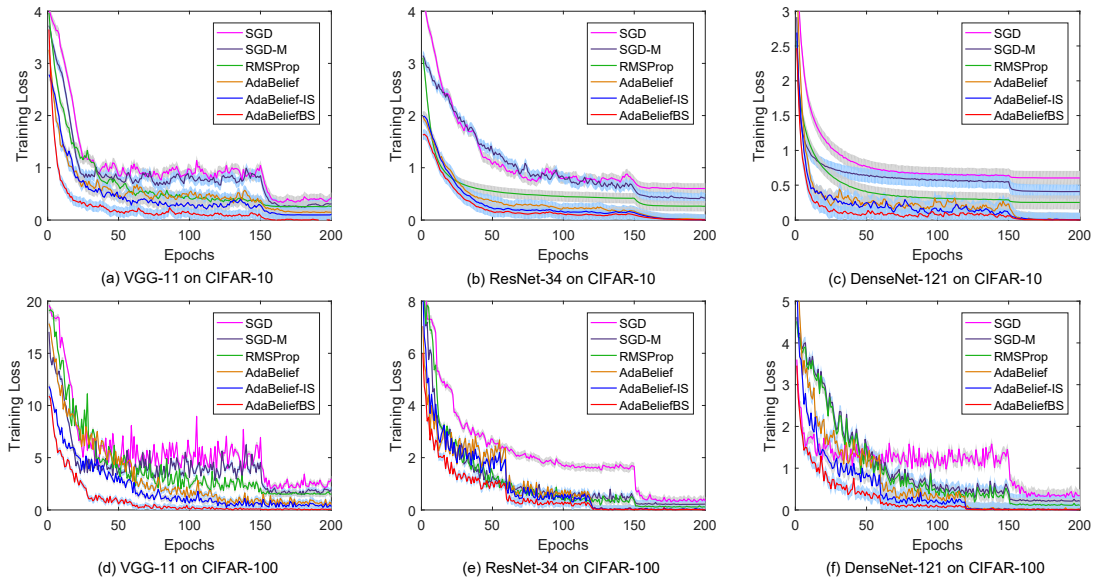 4
3
2
1
0
Training Loss
SGD
SGD-M
RMSProp
AdaBelief
AdaBelief-IS
AdaBeliefBS
0 50 100 150 200
Epochs
(a) VGG-11 on CIFAR-10
4
3
2
1
0
Training Loss
SGD
SGD-M
RMSProp
AdaBelief
AdaBelief-IS
AdaBeliefBS
0 50 100 150 200
Epochs
(b) ResNet-34 on CIFAR-10
3
2.5
2
1.5
1
0.5
0
Training Loss
SGD
SGD-M
RMSProp
AdaBelief
AdaBelief-IS
AdaBeliefBS
0 50 100 150 200
Epochs
(c) DenseNet-121 on CIFAR-10
20
15
10
5
0
Training Loss
SGD
SGD-M
RMSProp
AdaBelief
AdaBelief-IS
AdaBeliefBS
0 50 100 150 200
Epochs
(d) VGG-11 on CIFAR-100
8
6
4
2
0
Training Loss
SGD
SGD-M
RMSProp
AdaBelief
AdaBelief-IS
AdaBeliefBS
0 50 100 150 200
Epochs
(e) ResNet-34 on CIFAR-100
5
4
3
2
1
0
Training Loss
SGD
SGD-M
RMSProp
AdaBelief
AdaBelief-IS
AdaBeliefBS
0 50 100 150 200
Epochs
(f) DenseNet-121 on CIFAR-100